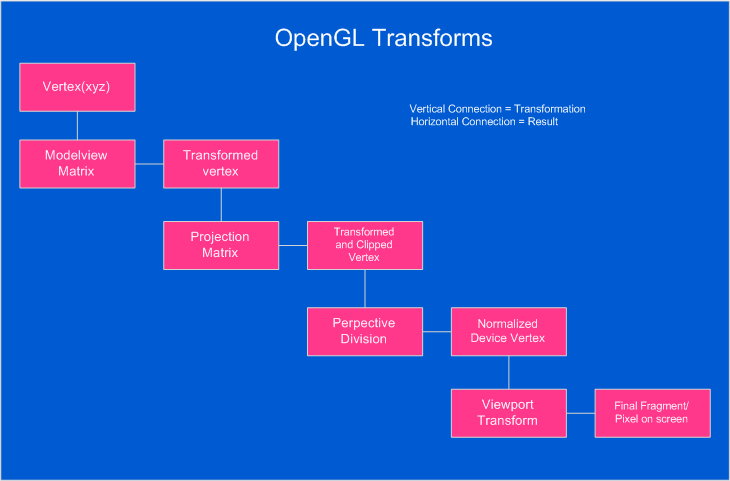 OpenGL Transforms
Vertex(xyz)
Vertical Connection = Transformation
Horizontal Connection = Result
Modelview
Matrix
Transformed
vertex
Projection
Matrix
Transformed
and Clipped
Vertex
Perpective
Division
Normalized
Device Vertex
Viewport
Transform
Final Fragment/
Pixel on screen